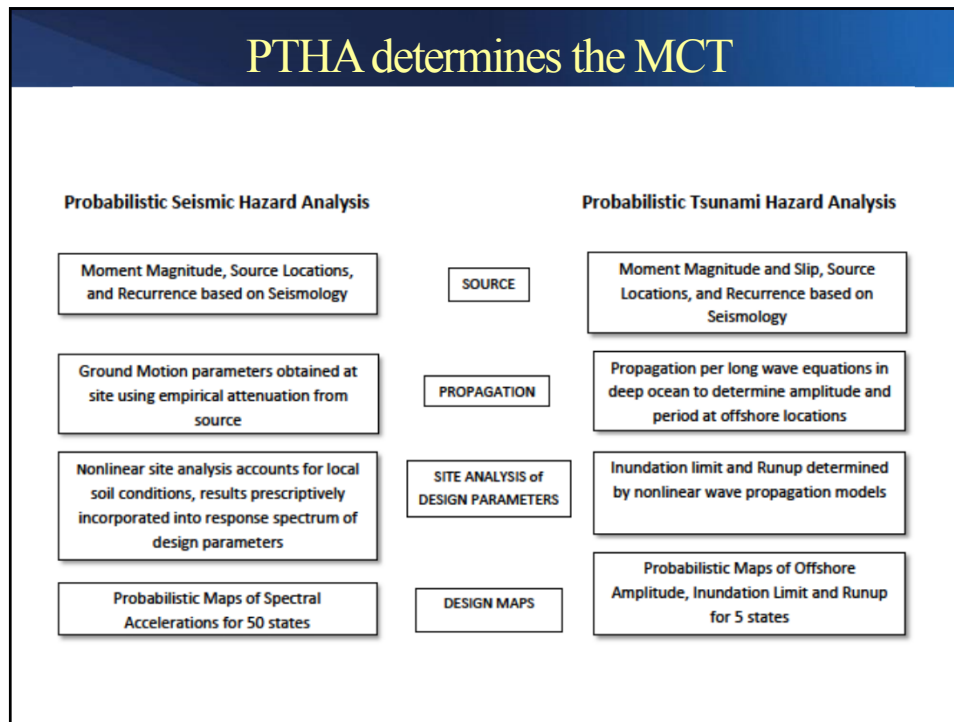 PTHA determines the MCT
Probabilistic Seismic Hazard Analysis
Probabilistic Tsunami Hazard Analysis
Moment Magnitude, Source Locations,
and Recurrence based on Seismology
SOURCE
Moment Magnitude and Slip, Source
Locations, and Recurrence based on
Seismology
Ground Motion parameters obtained at
site using empirical attenuation from
source
PROPAGATION
Propagation per long wave equations in
deep ocean to determine amplitude and
period at offshore locations
Nonlinear site analysis accounts for local
soil conditions, results prescriptively
incorporated into response spectrum of
design parameters
SITE ANALYSIS of
DESIGN PARAMETERS
Inundation limit and Runup determined
by nonlinear wave propagation models
Probabilistic Maps of Spectral
Accelerations for 50 states
DESIGN MAPS
Probabilistic Maps of Offshore
Amplitude, Inundation Limit and Runup
for 5 states